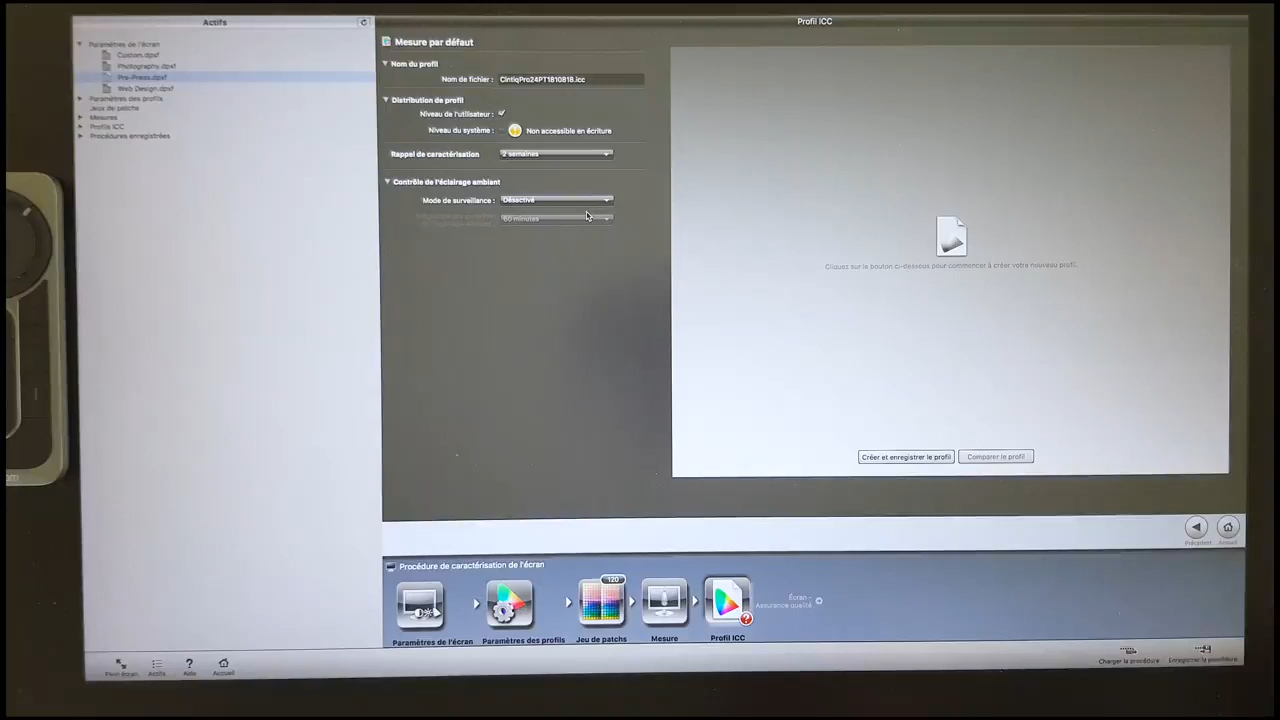 Actifs
Profil ICC
Paramètres de l'écran
Custom.dpxf
Photography.dpxf
Pre-Press.dpxf
Web Design.dpxf
Paramètres des profils
Jeux de patchs
Mesures
Profils ICC
Procédures enregistrées
Mesure par défaut
Nom du profil
Nom de fichier : CintiqPro24PT1810818.icc
Distribution de profil
Niveau de l'utilisateur :
Niveau du système : Non accessible en écriture
Rappel de caractérisation 2 semaines
Contrôle de l'éclairage ambiant
Mode de surveillance : Désactivé
60 minutes
Cliquez sur le bouton ci-dessous pour commencer à créer votre nouveau profil.
Créer et enregistrer le profil Comparer le profil
Précédent Accueil
Procédure de caractérisation de l'écran
120
Écran -
Assurance qualité
Paramètres de l'écran Paramètres des profils Jeu de patchs Mesure Profil ICC
Charger la procédure Enregistrer la procédure
Plein écran Actifs Aide Accueil